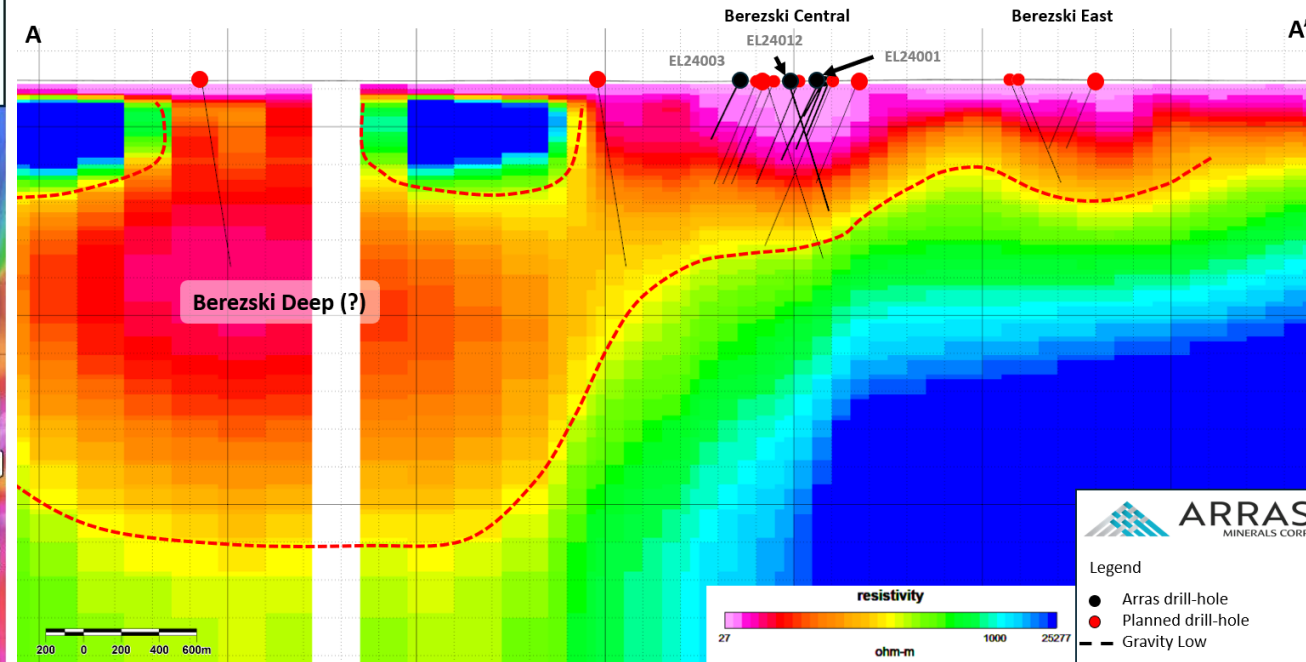 A
Berezski Central
Berezski East
A'
EL24012
EL24003
EL24001
Berezski Deep (?)
200 0 200 400 600m
resistivity
27 1000 25277
ohm-m
ARRAS
MINERALS CORP
Legend
Arras drill-hole
Planned drill-hole
Gravity Low